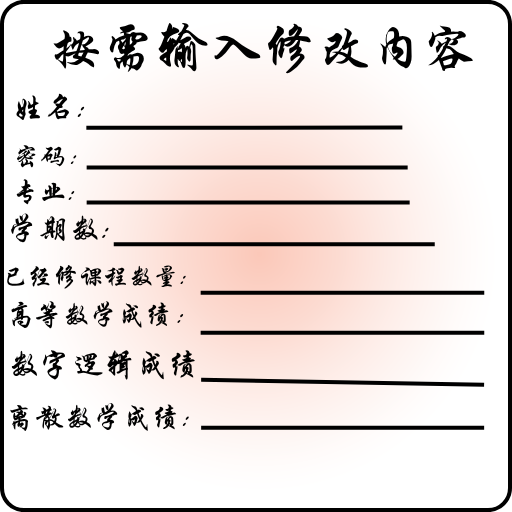 按需输入修改内容
姓名:
密码:
专业:
学期数:
已经修课程数量:
高等数学成绩:
数字逻辑成绩
离散数学成绩: